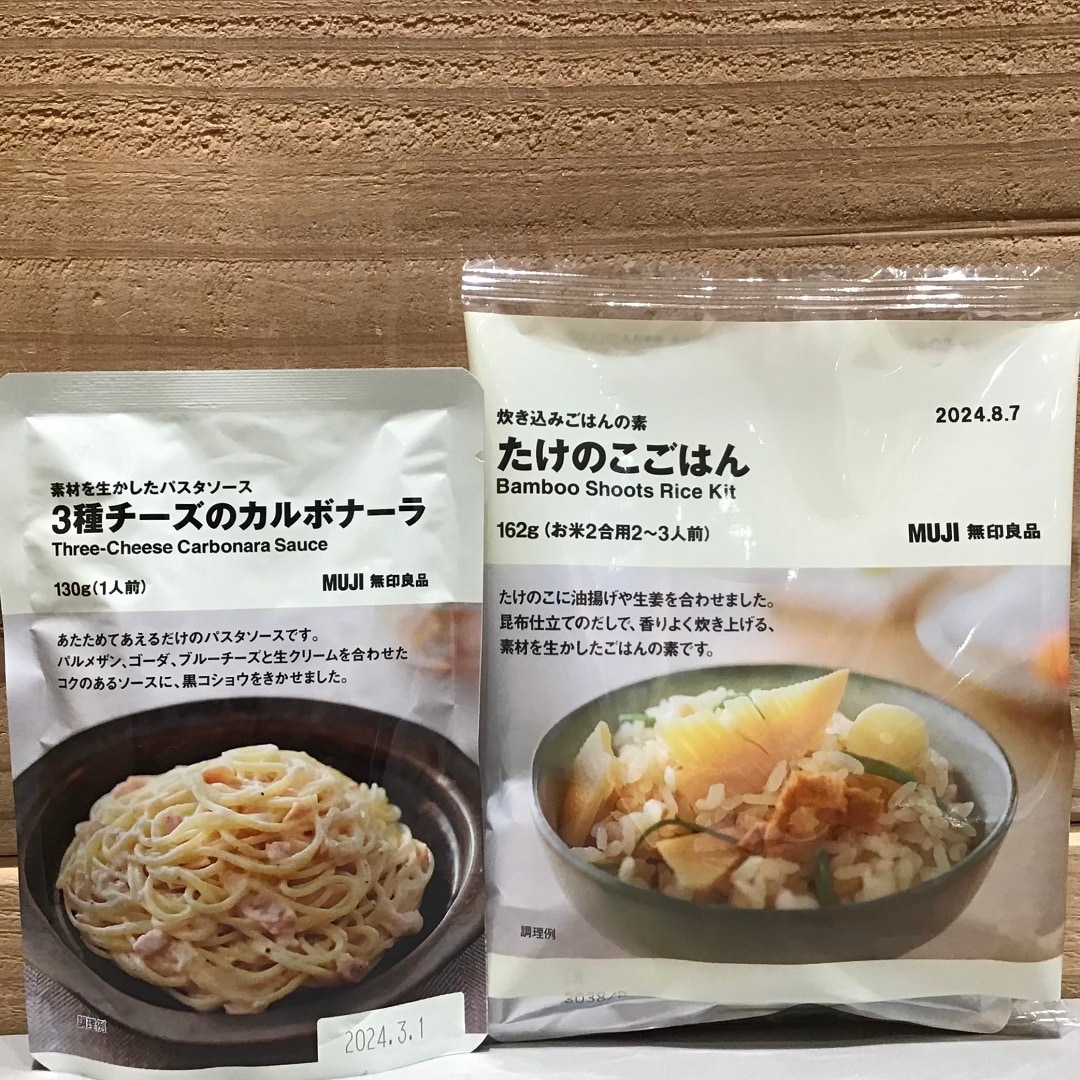 素材を生かしたパスタソース
3種チーズのカルボナーラ
Three-Cheese Carbonara Sauce
130g(1人前)
MUJI 無印良品
あたためてあえるだけのパスタソースです。
パルメザン、ゴーダ、ブルーチーズと生クリームを合わせた
コクのあるソースに、黒コショウをきかせました。
調理例
2024.3.1
炊き込みごはんの素
2024.8.7
たけのこごはん
Bamboo Shoots Rice Kit
162g (お米2合用2〜3人前)
MUJI 無印良品
たけのこに油揚げや生姜を合わせました。
昆布仕立てのだしで、香りよく炊き上げる、
素材を生かしたごはんの素です。
調理例